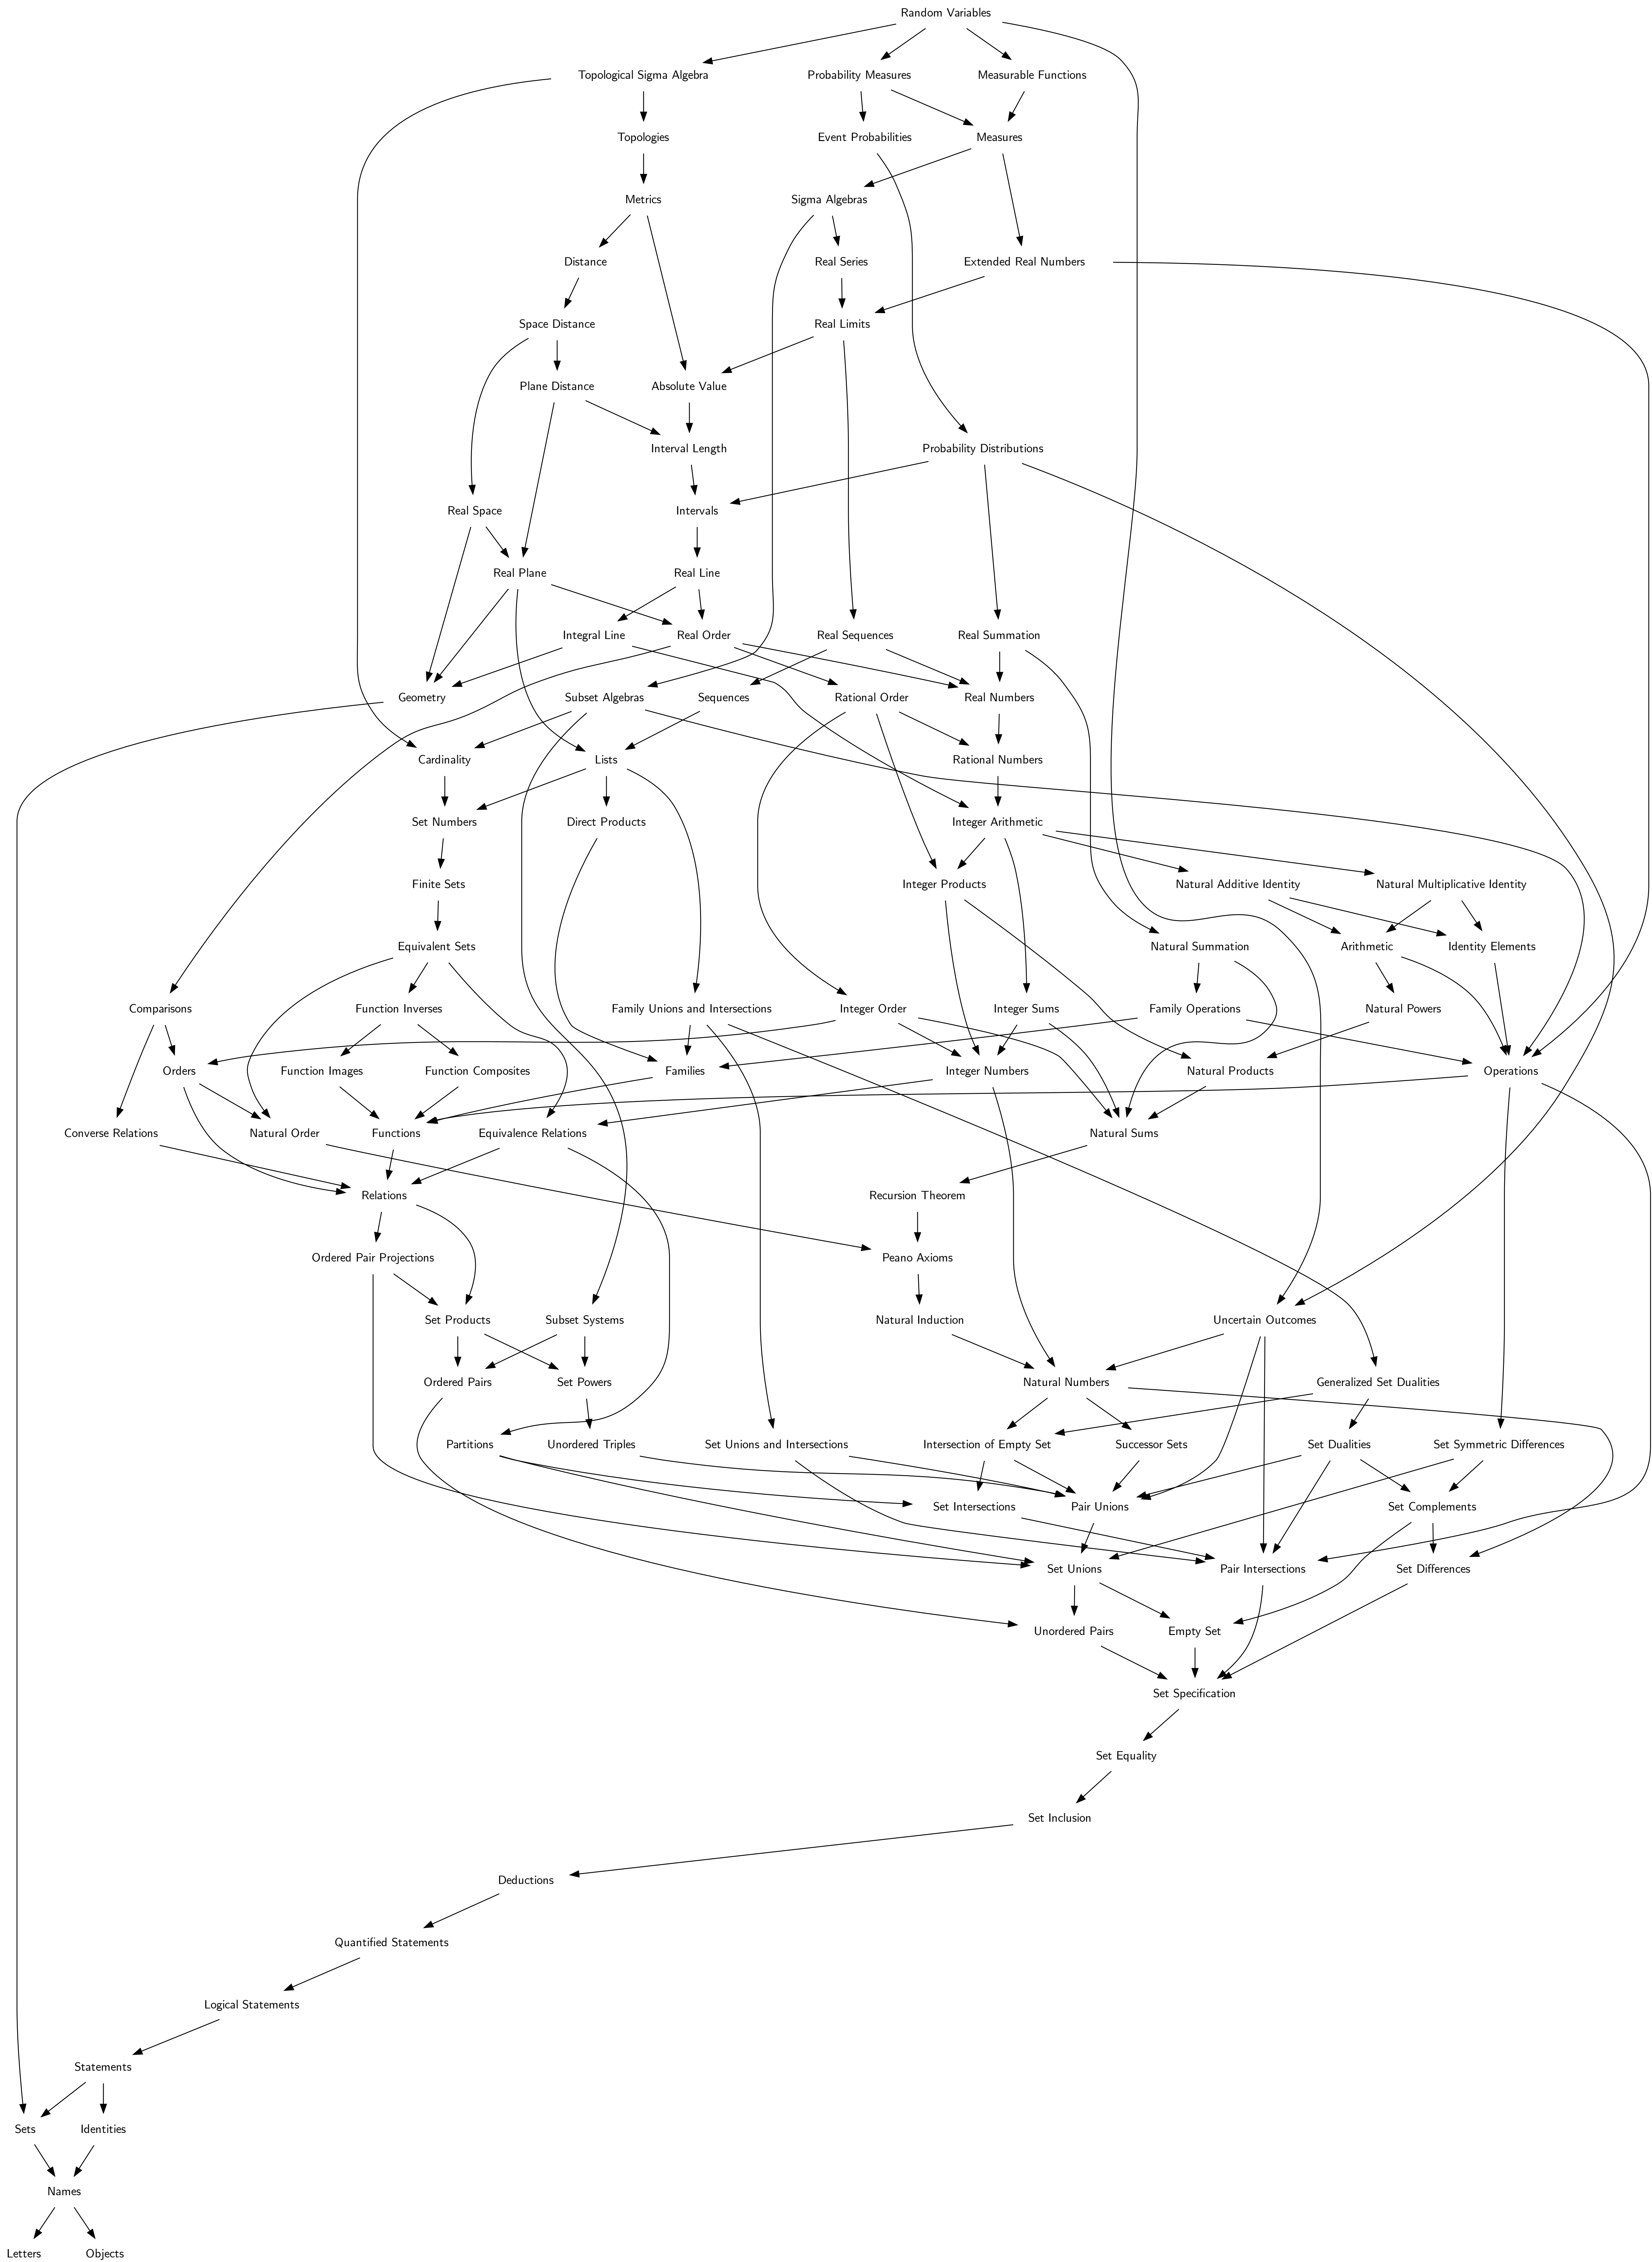 Random Variables
Topological Sigma Algebra
Probability Measures
Measurable Functions
Topologies
Event Probabilities
Measures
Metrics
Sigma Algebras
Distance
Real Series
Extended Real Numbers
Space Distance
Real Limits
Plane Distance
Absolute Value
Interval Length
Probability Distributions
Real Space
Intervals
Real Plane
Real Line
Integral Line
Real Order
Real Sequences
Real Summation
Geometry
Subset Algebras
Sequences
Rational Order
Real Numbers
Cardinality
Lists
Rational Numbers
Set Numbers
Direct Products
Integer Arithmetic
Finite Sets
Integer Products
Natural Additive Identity
Natural Multiplicative Identity
Equivalent Sets
Natural Summation
Arithmetic
Identity Elements
Comparisons
Function Inverses
Family Unions and Intersections
Integer Order
Integer Sums
Family Operations
Natural Powers
Orders
Function Images
Function Composites
Families
Integer Numbers
Natural Products
Operations
Converse Relations
Natural Order
Functions
Equivalence Relations
Natural Sums
Relations
Recursion Theorem
Ordered Pair Projections
Peano Axioms
Set Products
Subset Systems
Natural Induction
Uncertain Outcomes
Ordered Pairs
Set Powers
Natural Numbers
Generalized Set Dualities
Partitions
Unordered Triples
Set Unions and Intersections
Intersection of Empty Set
Successor Sets
Set Dualities
Set Symmetric Differences
Set Intersections
Pair Unions
Set Complements
Set Unions
Pair Intersections
Set Differences
Unordered Pairs
Empty Set
Set Specification
Set Equality
Set Inclusion
Deductions
Quantified Statements
Logical Statements
Statements
Sets
Identities
Names
Letters
Objects